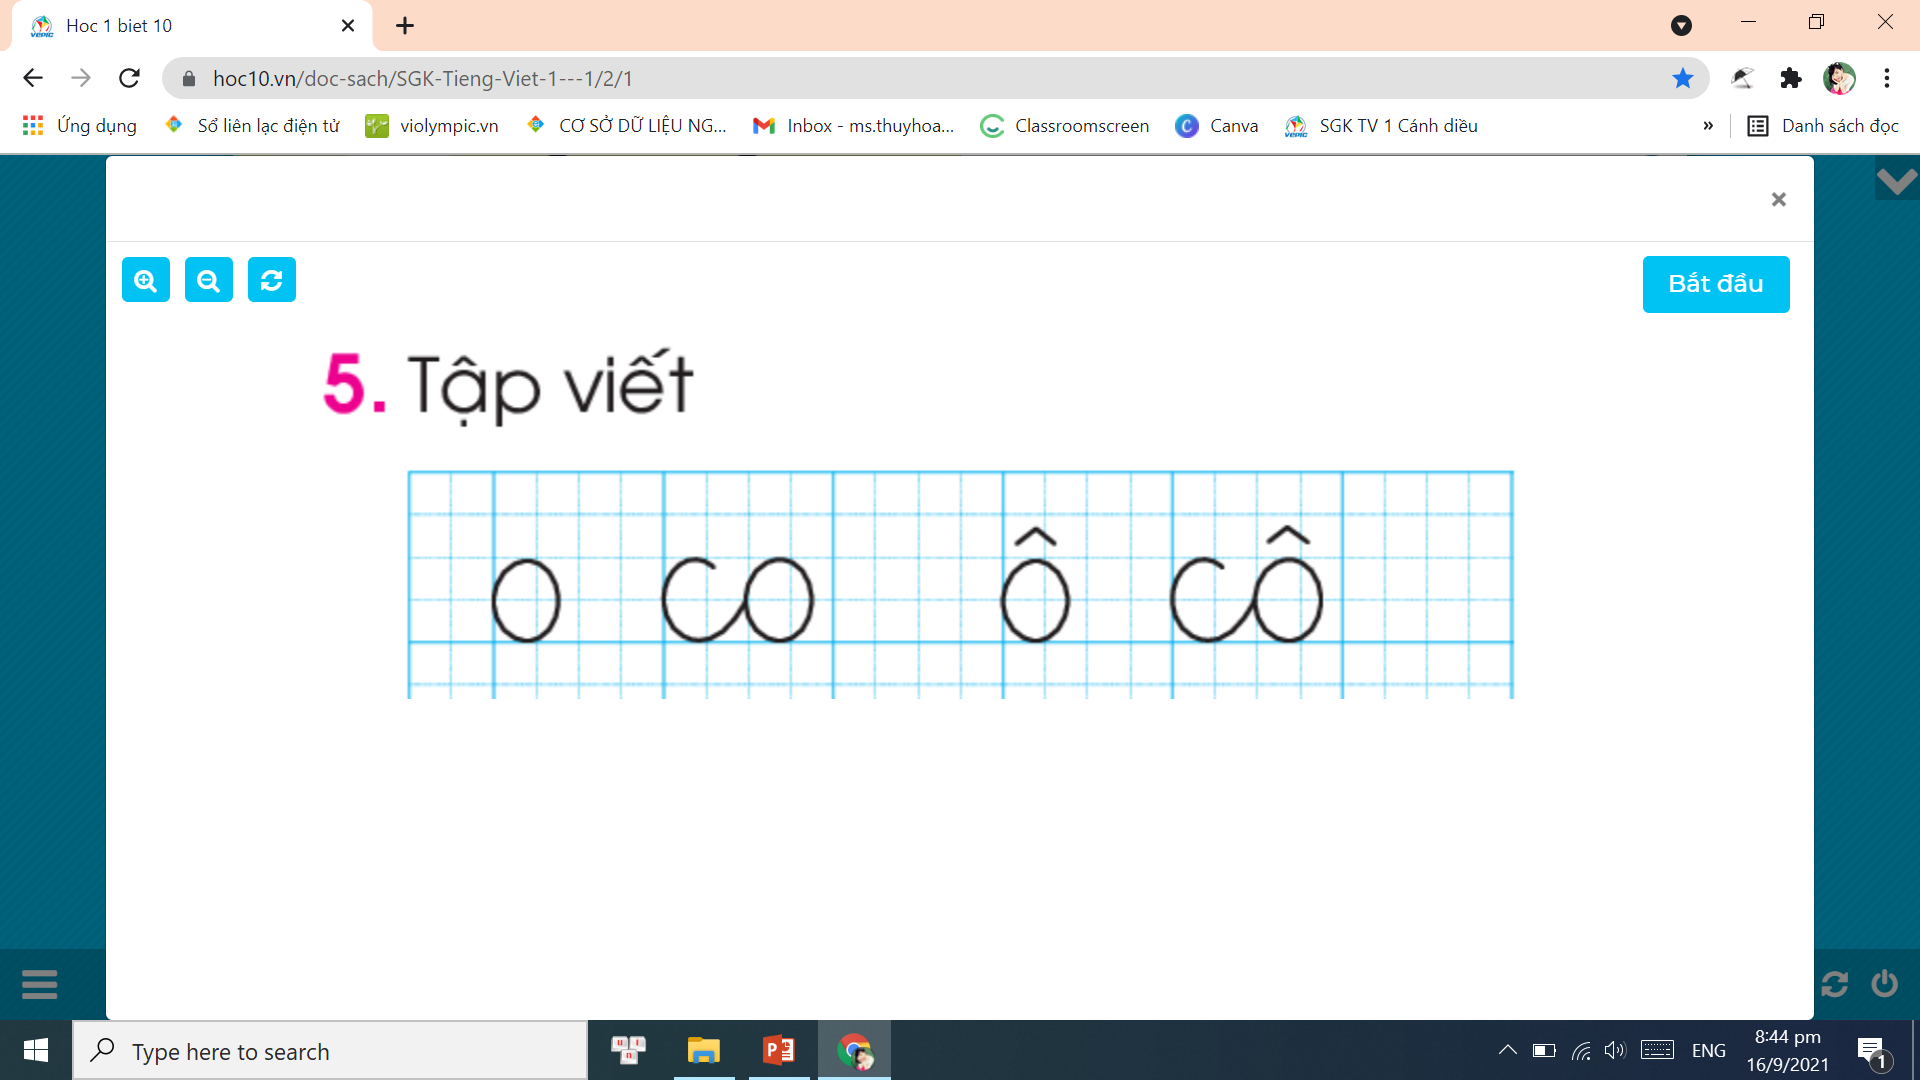 Hoc 1 biet 10
hoc10.vn/doc-sach/SGK-Tieng-Viet-1---1/2/1
Ứng dụng Sổ liên lạc điện tử violympic.vn CƠ SỞ DỮ LIỆU NG... Inbox - ms.thuyhoa... Classroomscreen Canva SGK TV 1 Cánh diều » Danh sách đọc
×
Bắt đầu
5. Tập viết
o co ô cô
Type here to search
ENG
8:44 pm
16/9/2021
1